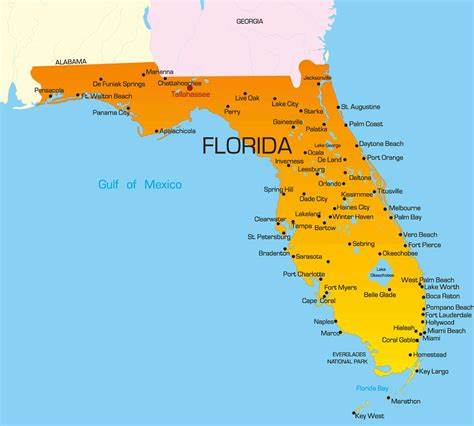 GEORGIA
ALABAMA
Marianna
Chattahoochee
De Funiak Springs
Tallahassee
Pensacola
Ft. Walton Beach
Panama City
Apalachicola
Live Oak
Perry
Lake City
Jacksonville
Starke
St. Augustine
Gainesville
Palatka
Palm Coast
FLORIDA
Lake George
Daytona Beach
Ocala
Inverness
De Land
Port Orange
Leesburg
Deltona
Gulf of Mexico
Orlando
Titusville
Spring Hill
Kissimmee
Dade City
Haines City
Melbourne
Lakeland
Winter Haven
Palm Bay
Clearwater
Tampa
Bartow
St. Petersburg
Vero Beach
Sebring
Fort Pierce
Bradenton
Sarasota
Okeechobee
Port Charlotte
Lake
Okeechobee
West Palm Beach
Lake Worth
Fort Myers
Belle Glade
Boca Raton
Cape Coral
Pompano Beach
Fort Lauderdale
Naples
Hollywood
Hialeah
Miami Beach
Marco
Coral Gables
Miami
EVERGLADES
NATIONAL PARK
Homestead
Key Largo
Florida Bay
Marathon
Key West